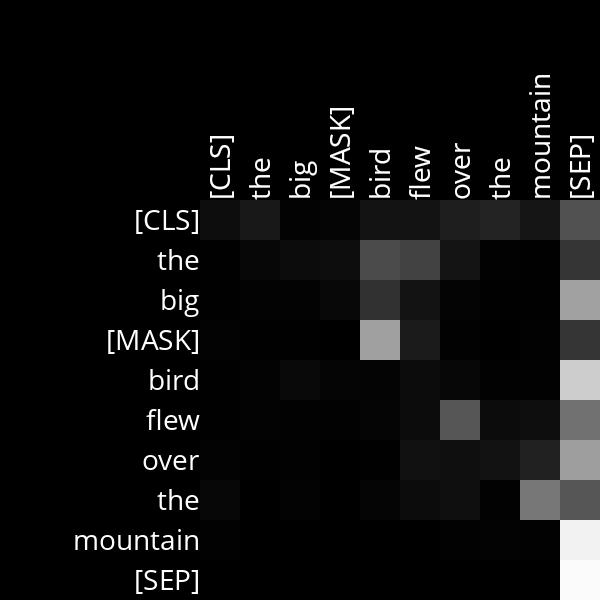 [CLS] the big [MASK] bird flew over the mountain [SEP]
[CLS]
the
big
[MASK]
bird
flew
over
the
mountain
[SEP]